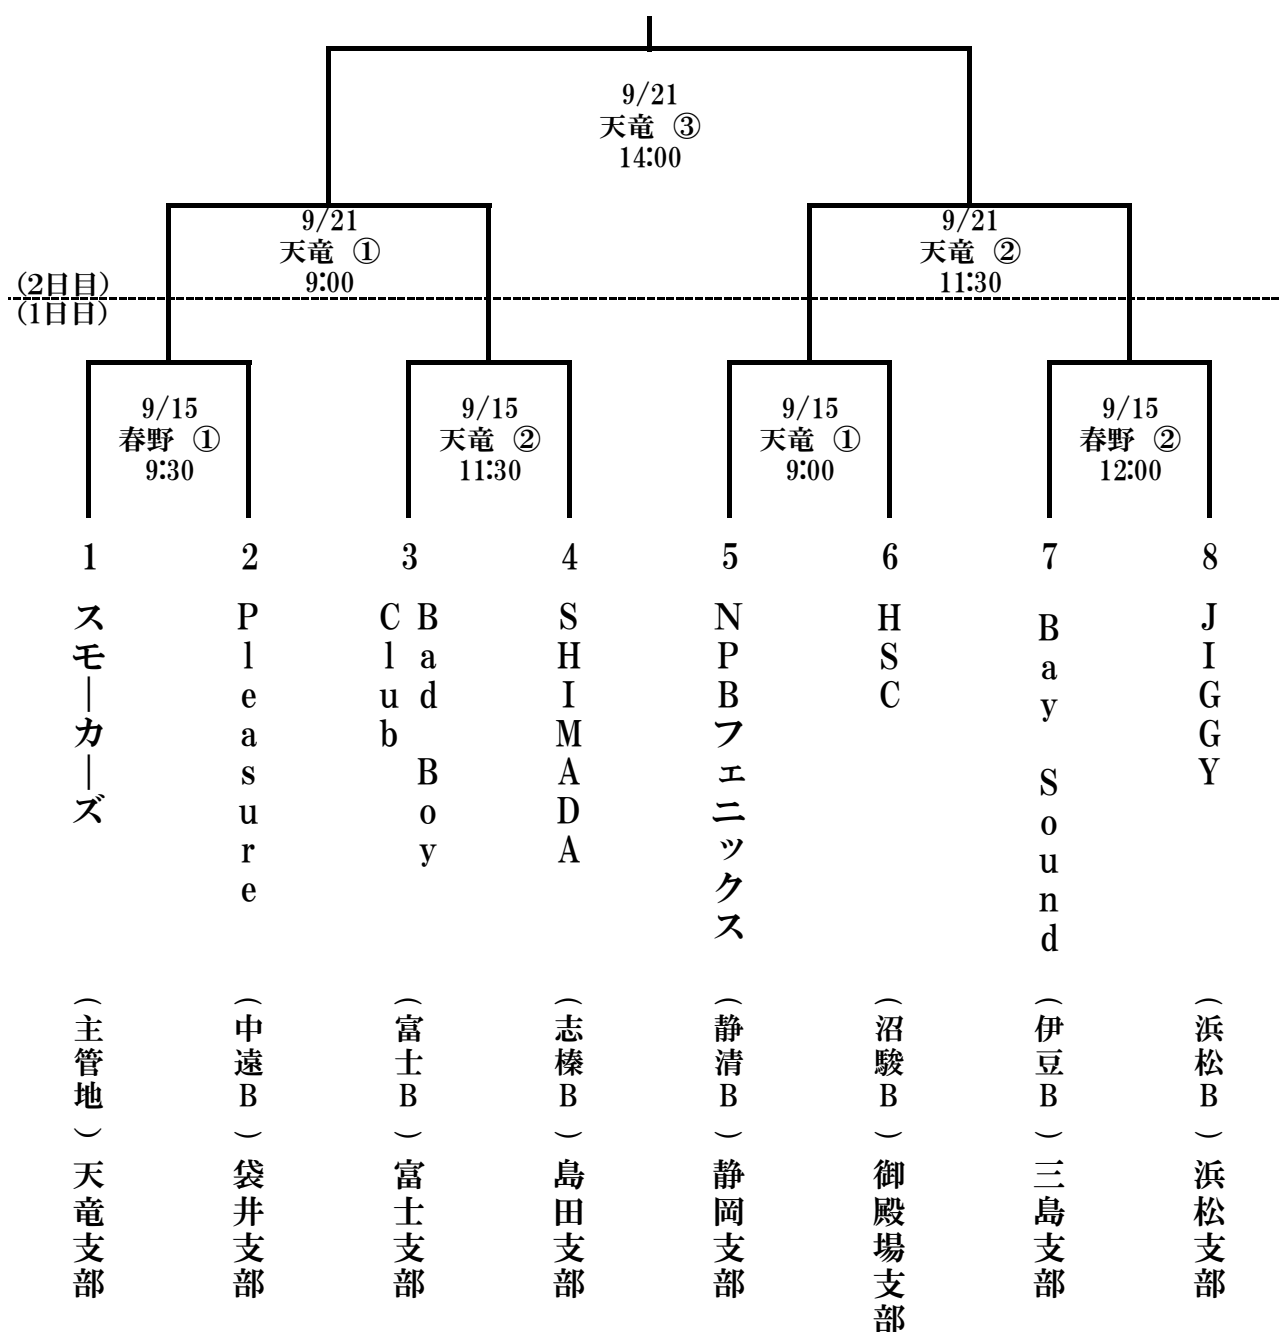 9/21
天竜 ③
14:00
9/21
天竜 ①
9:00
9/21
天竜 ②
11:30
(2日目)
(1日目)
9/15
春野 ①
9:30
9/15
天竜 ②
11:30
9/15
天竜 ①
9:00
9/15
春野 ②
12:00
1
スモーカーズ
(主管地)天竜支部
2
Pleasure
(中遠B)袋井支部
3
Bad Boy
Club
(富士B)富士支部
4
SHIMADA
(志榛B)島田支部
5
NPBフェニックス
(静清B)静岡支部
6
HSC
(沼駿B)御殿場支部
7
Bay Sound
(伊豆B)三島支部
8
JIGGY
(浜松B)浜松支部